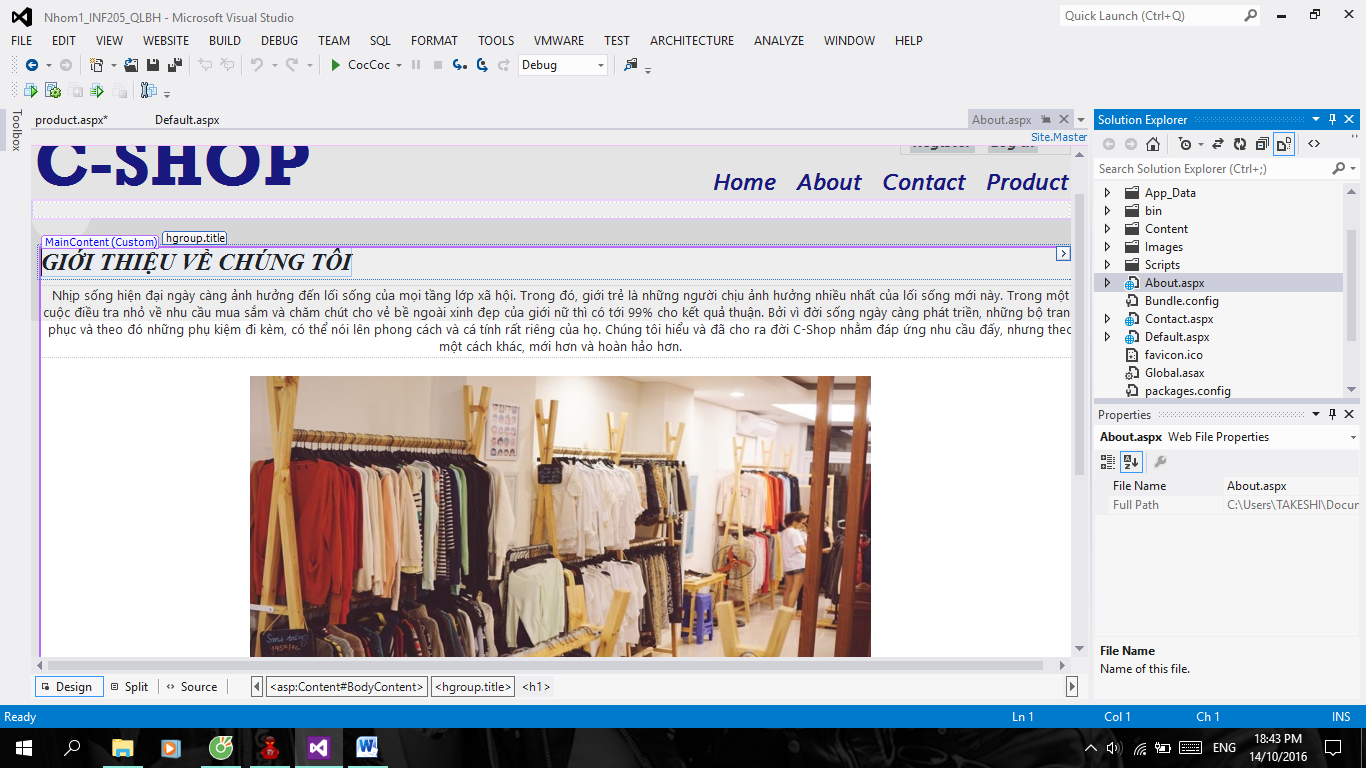 Nhom1_INF205_QLBH - Microsoft Visual Studio
Quick Launch (Ctrl+Q)
FILE EDIT VIEW WEBSITE BUILD DEBUG TEAM SQL FORMAT TOOLS VMWARE TEST ARCHITECTURE ANALYZE WINDOW HELP
CocCoc Debug
Toolbox
product.aspx* Default.aspx About.aspx
Site.Master
C-SHOP
Register Log in
Home About Contact Product
MainContent (Custom) hgroup.title
GIỚI THIỆU VỀ CHÚNG TÔI
Nhịp sống hiện đại ngày càng ảnh hưởng đến lối sống của mọi tầng lớp xã hội. Trong đó, giới trẻ là những người chịu ảnh hưởng nhiều nhất của lối sống mới này. Trong một
cuộc điều tra nhỏ về nhu cầu mua sắm và chăm chút cho vẻ bề ngoài xinh đẹp của giới nữ thì có tới 99% cho kết quả thuận. Bởi vì đời sống ngày càng phát triền, những bộ tran
phục và theo đó những phụ kiệm đi kèm, có thể nói lên phong cách và cá tính rất riêng của họ. Chúng tôi hiểu và đã cho ra đời C-Shop nhằm đáp ứng nhu cầu đấy, nhưng theo
một cách khác, mới hơn và hoàn hảo hơn.
Design Split Source <asp:Content#BodyContent> <hgroup.title> <h1>
Solution Explorer
Search Solution Explorer (Ctrl+;)
App_Data
bin
Content
Images
Scripts
About.aspx
Bundle.config
Contact.aspx
Default.aspx
favicon.ico
Global.asax
packages.config
Properties
About.aspx Web File Properties
File Name About.aspx
Full Path C:\Users\TAKESHI\Docur
File Name
Name of this file.
Ready Ln 1 Col 1 Ch 1 INS
ENG
18:43 PM
14/10/2016